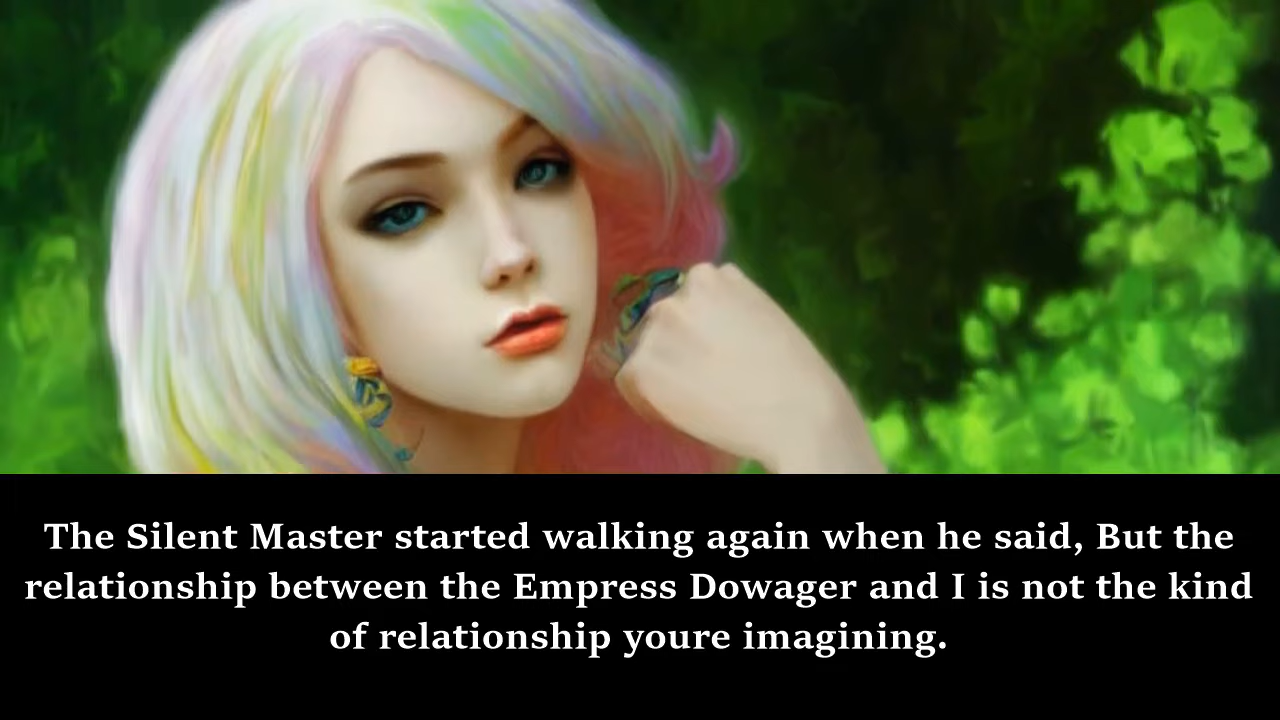 The Silent Master started walking again when he said, But the
relationship between the Empress Dowager and I is not the kind
of relationship youre imagining.